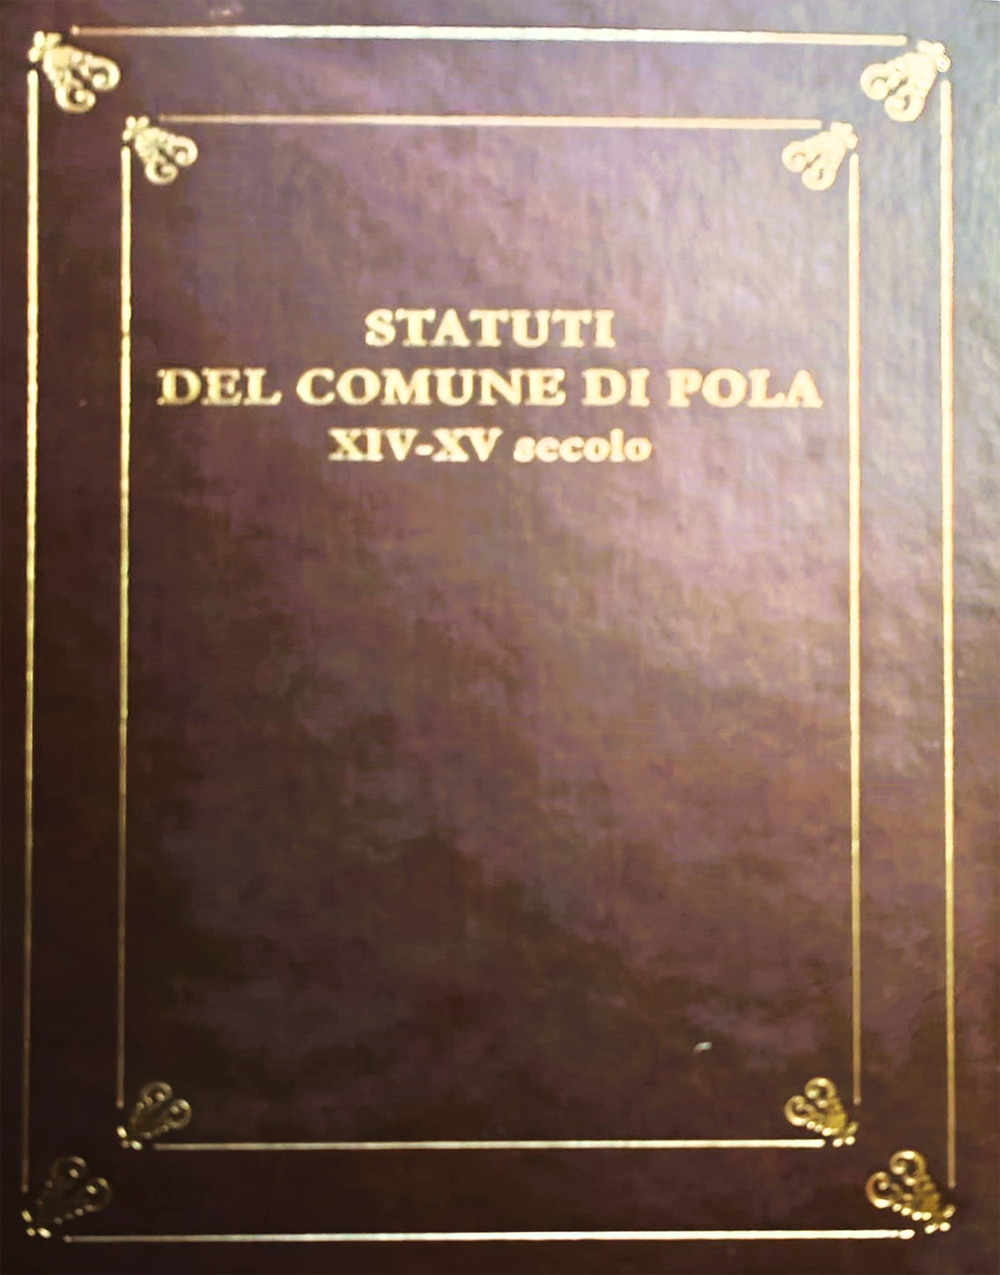 STATUTI
DEL COMUNE DI POLA
XIV-XV secolo